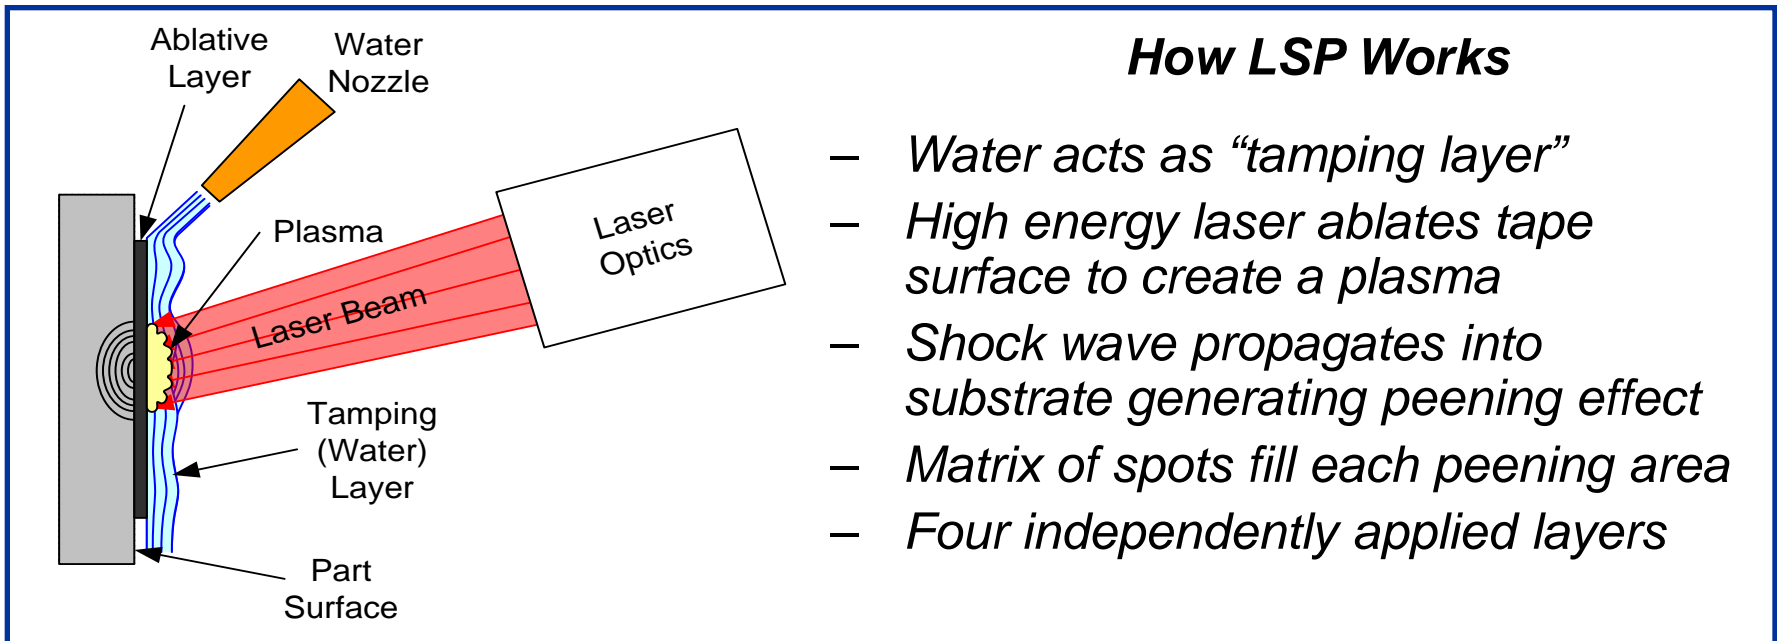 Ablative
Layer
Water
Nozzle
Plasma
Laser
Optics
Laser Beam
Tamping
(Water)
Layer
Part
Surface
How LSP Works
– Water acts as “tamping layer”
– High energy laser ablates tape
surface to create a plasma
– Shock wave propagates into
substrate generating peening effect
– Matrix of spots fill each peening area
– Four independently applied layers